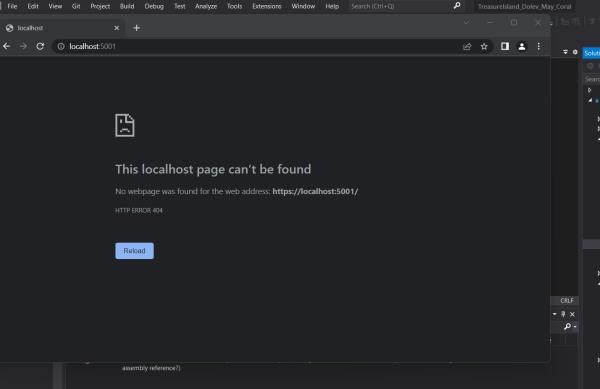 File Edit View Git Project Build Debug Test Analyze Tools Extensions Window Help Search (Ctrl+Q) TreasureIsland_Dolev_May_Coral
localhost
Solutio
localhost:5001
Searc
This localhost page can't be found
No webpage was found for the web address: https://localhost:5001/
HTTP ERROR 404
Reload
CRLF
assembly reference?)